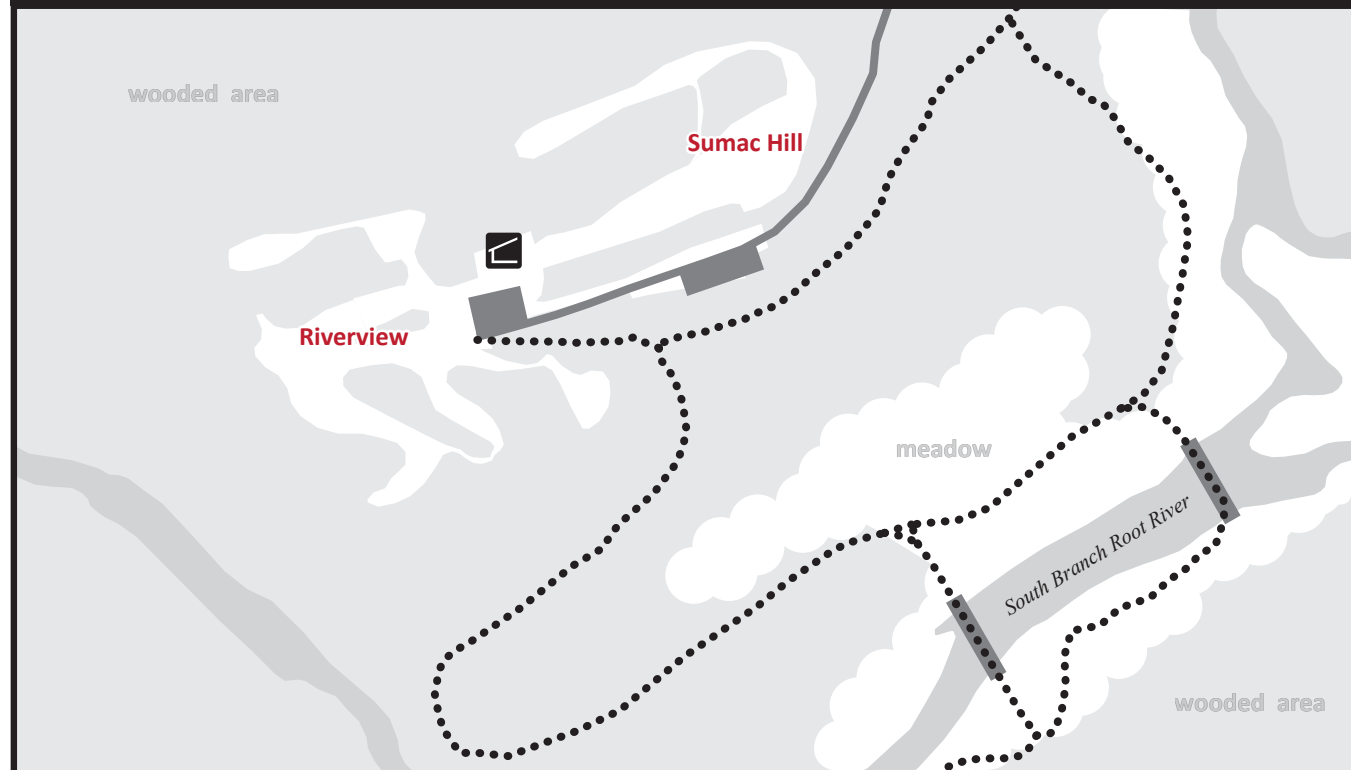 wooded area
Sumac Hill
Riverview
meadow
South Branch Root River
wooded area